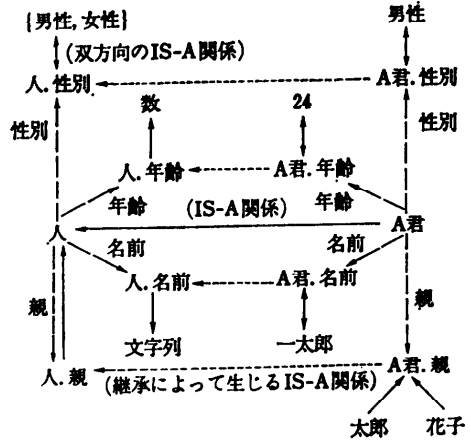 {男性, 女性}
男性
(双方向のIS-A関係)
人.性別
A君.性別
数
24
性別
性別
人.年齢
A君.年齢
年齢
年齢
(IS-A関係)
人
A君
名前
名前
人.名前
A君.名前
親
親
文字列
一太郎
人.親
A君.親
(継承によって生じるIS-A関係)
太郎
花子